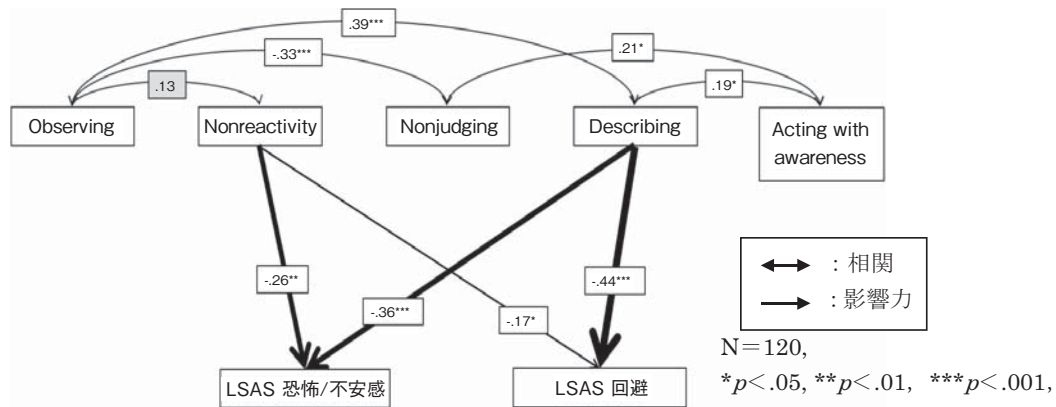 .39***
-.33***
.21*
.13
.19*
Observing
Nonreactivity
Nonjudging
Describing
Acting with
awareness
-.26**
-.36***
-.17*
-.44***
：相関
：影響力
LSAS 恐怖/不安感
LSAS 回避
N＝120,
*p<.05, **p<.01, ***p<.001,